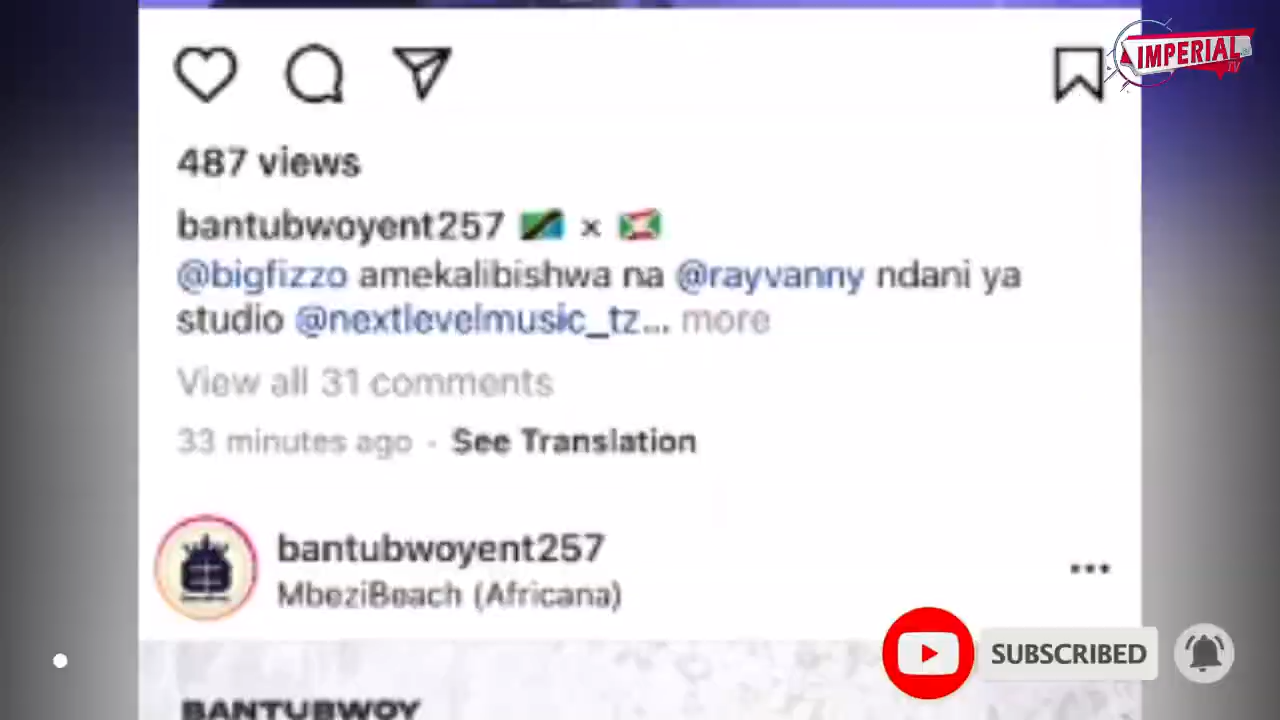 IMPERIAL
TV
487 views
bantubwoyent257 🇹🇿 x 🇧🇮
@bigfizzo amekalibishwa na @rayvanny ndani ya
studio @nextlevelmusic_tz... more
View all 31 comments
33 minutes ago · See Translation
bantubwoyent257
MbeziBeach (Africana)
SUBSCRIBED
BANTUBWOY